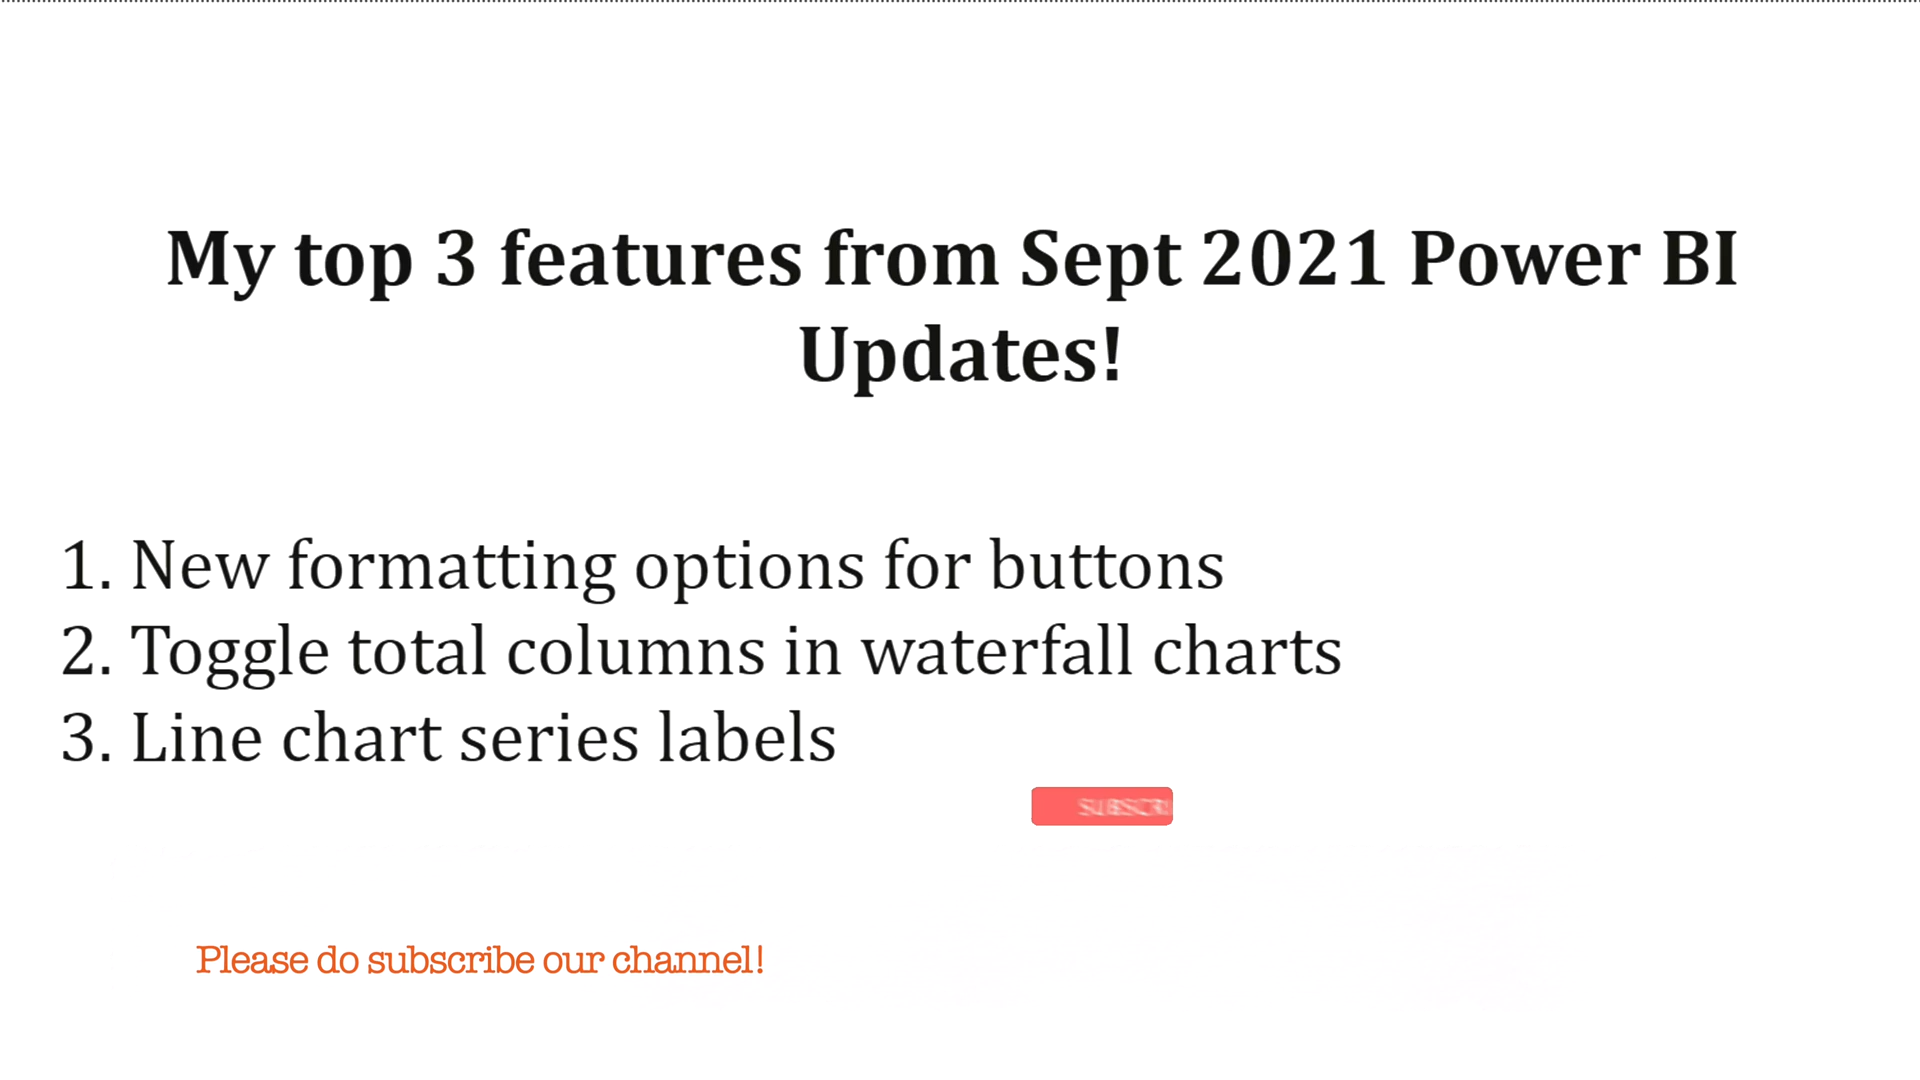 My top 3 features from Sept 2021 Power BI
Updates!
1. New formatting options for buttons
2. Toggle total columns in waterfall charts
3. Line chart series labels
SUBSCRI
Please do subscribe our channel!